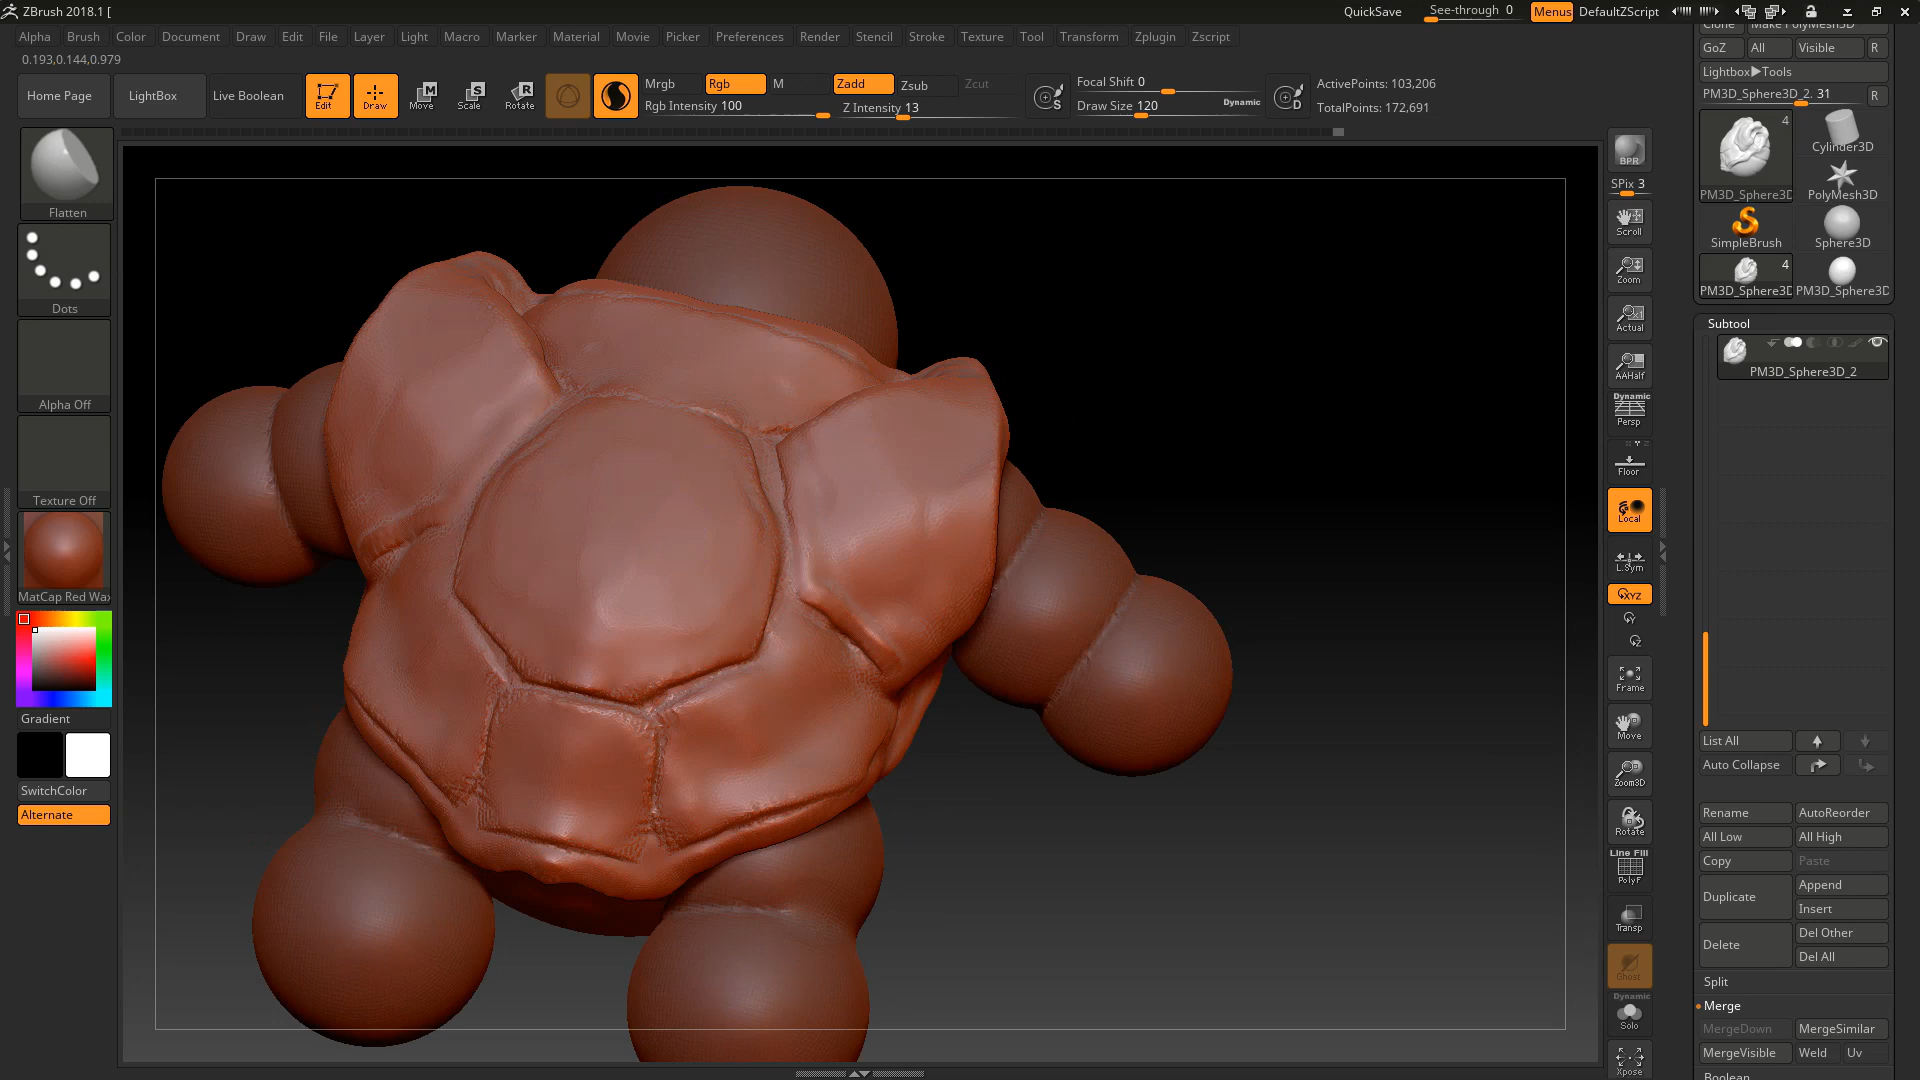 ZBrush 2018.1 [
QuickSave See-through 0 Menus DefaultZScript
Alpha Brush Color Document Draw Edit File Layer Light Macro Marker Material Movie Picker Preferences Render Stencil Stroke Texture Tool Transform Zplugin Zscript
0.193,0.144,0.979
Home Page LightBox Live Boolean Edit Draw Move Scale Rotate
Mrgb Rgb M Zadd Zsub Zcut
Rgb Intensity 100 Z Intensity 13
Focal Shift 0
Draw Size 120 Dynamic
ActivePoints: 103,206
TotalPoints: 172,691
Flatten
Dots
Alpha Off
Texture Off
MatCap Red Wax
Gradient
SwitchColor
Alternate
BPR
SPix 3
Scroll
Zoom
Actual
AAHalf
Dynamic
Persp
Floor
Local
L.Sym
XYZ
Y
Z
Frame
Move
Zoom3D
Rotate
Line Fill
PolyF
Transp
Ghost
Dynamic
Solo
Xpose
Clone Make PolyMesh3D
GoZ All Visible R
Lightbox▶Tools
PM3D_Sphere3D_2. 31 R
4
Cylinder3D
PM3D_Sphere3D PolyMesh3D
SimpleBrush Sphere3D
4
PM3D_Sphere3D PM3D_Sphere3D
Subtool
PM3D_Sphere3D_2
List All
Auto Collapse
Rename AutoReorder
All Low All High
Copy Paste
Duplicate Append
Insert
Delete Del Other
Del All
Split
Merge
MergeDown MergeSimilar
MergeVisible Weld Uv
Boolean